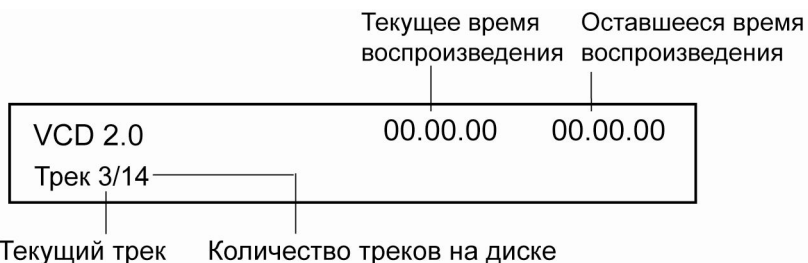 Текущее время воспроизведения
Оставшееся время воспроизведения
VCD 2.0 00.00.00 00.00.00
Трек 3/14
Текущий трек Количество треков на диске